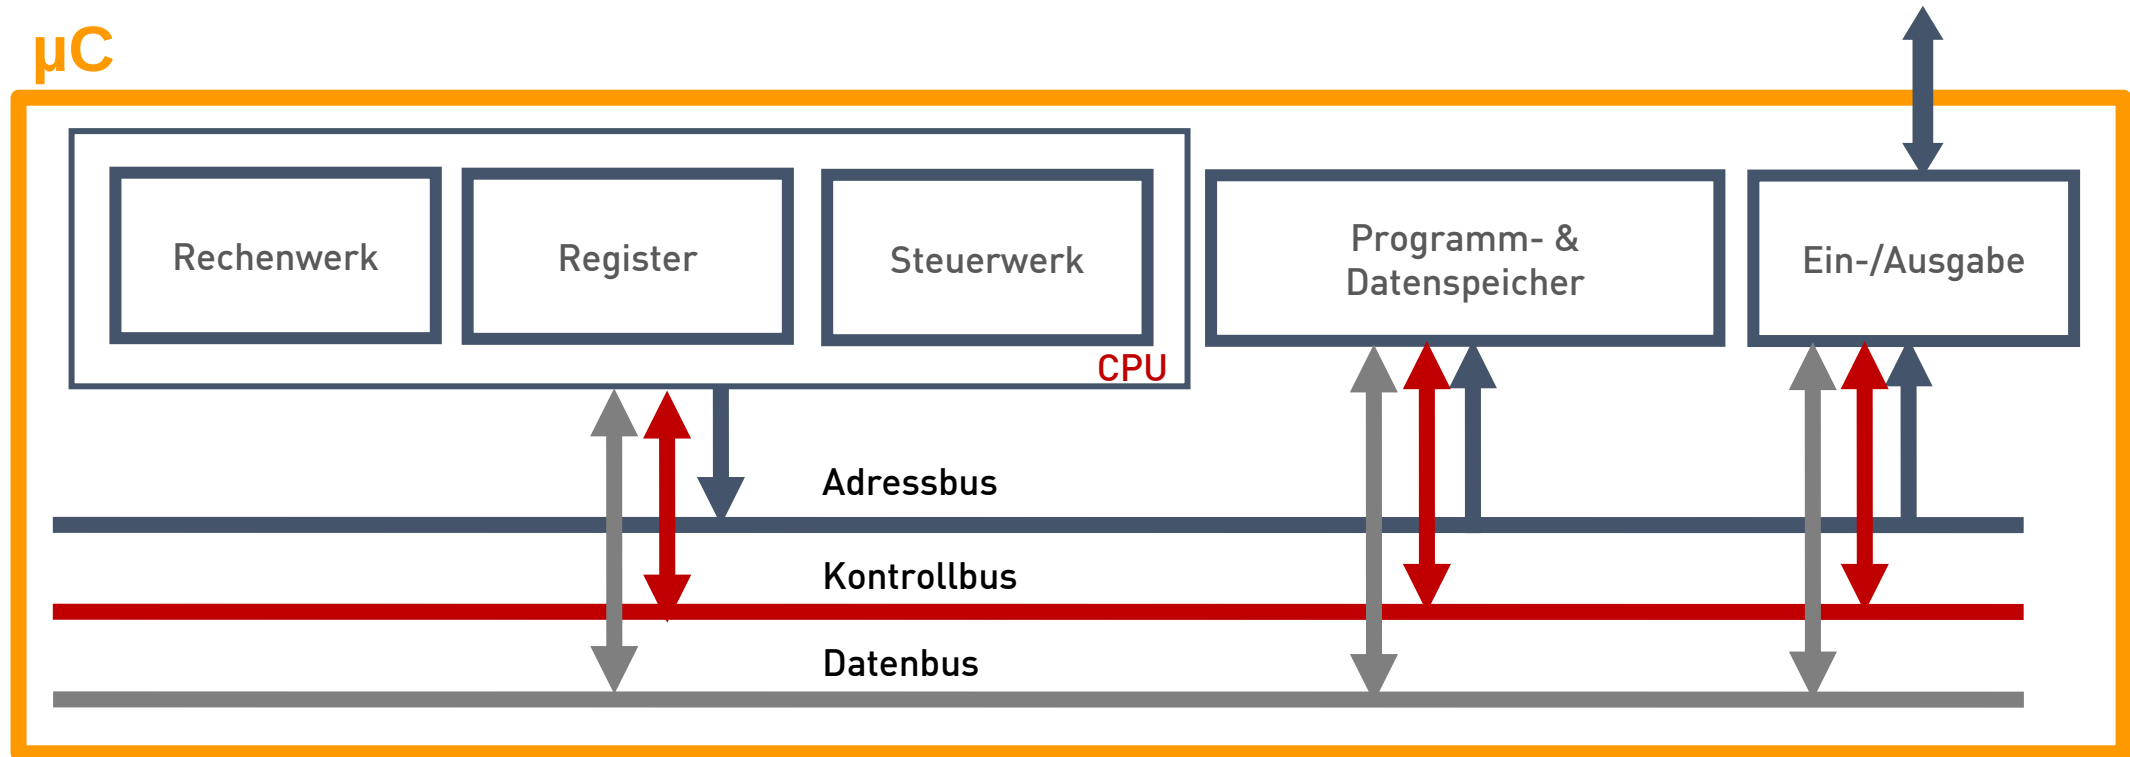 µC
Rechenwerk
Register
Steuerwerk
Programm- &
Datenspeicher
Ein-/Ausgabe
CPU
Adressbus
Kontrollbus
Datenbus